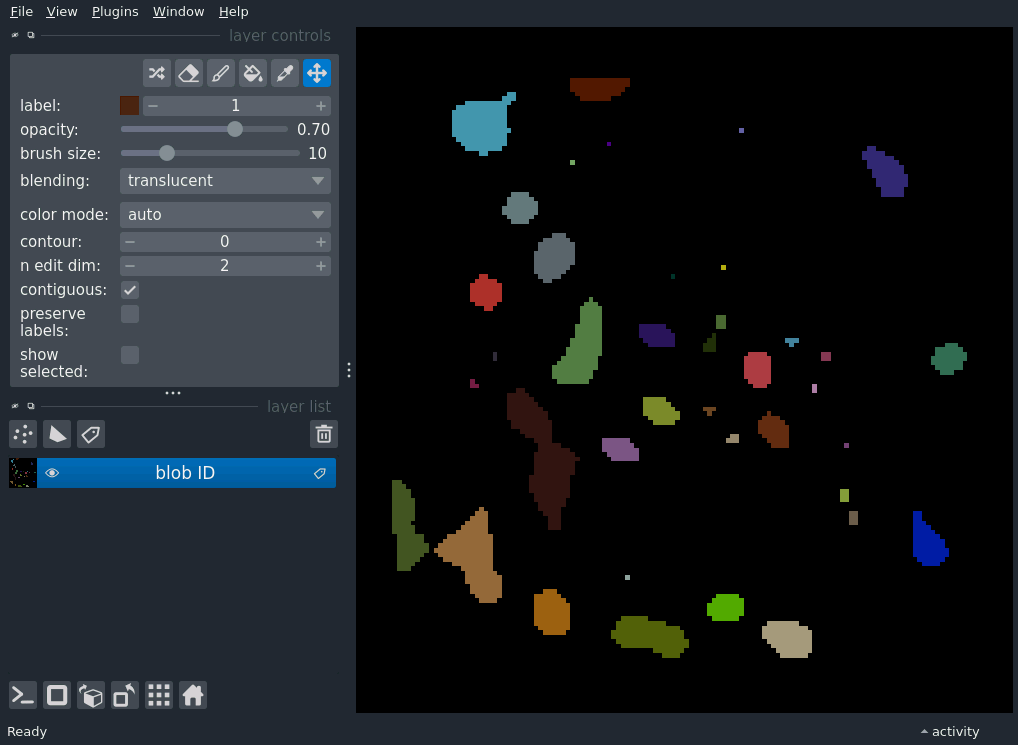 File View Plugins Window Help
layer controls
label: 1
opacity: 0.70
brush size: 10
blending: translucent
color mode: auto
contour: 0
n edit dim: 2
contiguous:
preserve
labels:
show
selected:
layer list
blob ID
Ready
activity